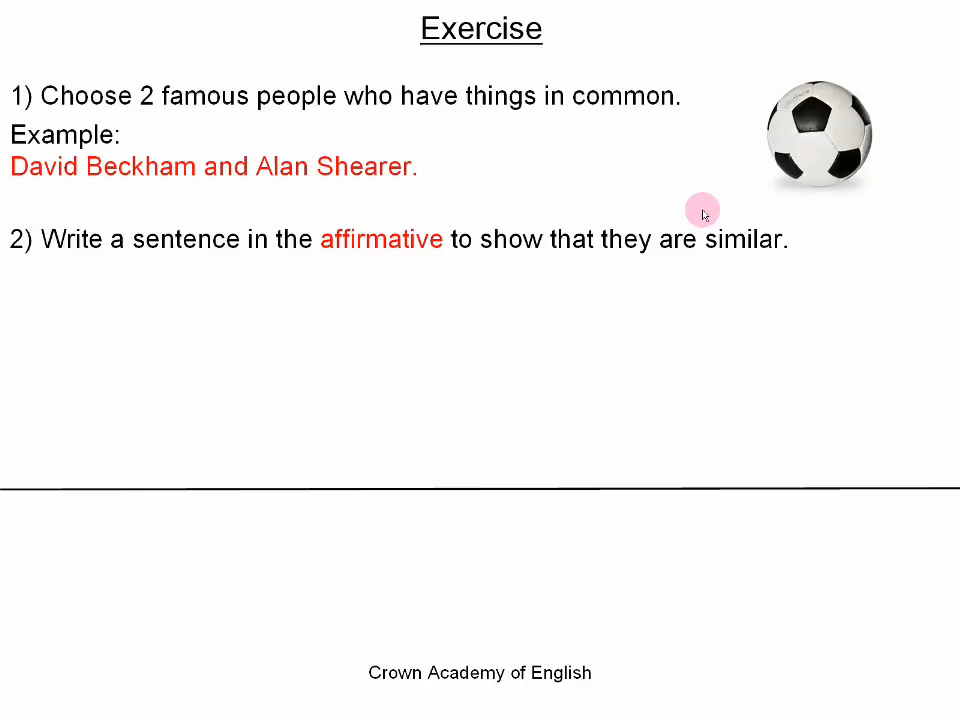 Exercise
1) Choose 2 famous people who have things in common.
Example:
David Beckham and Alan Shearer.
2) Write a sentence in the affirmative to show that they are similar.
Crown Academy of English